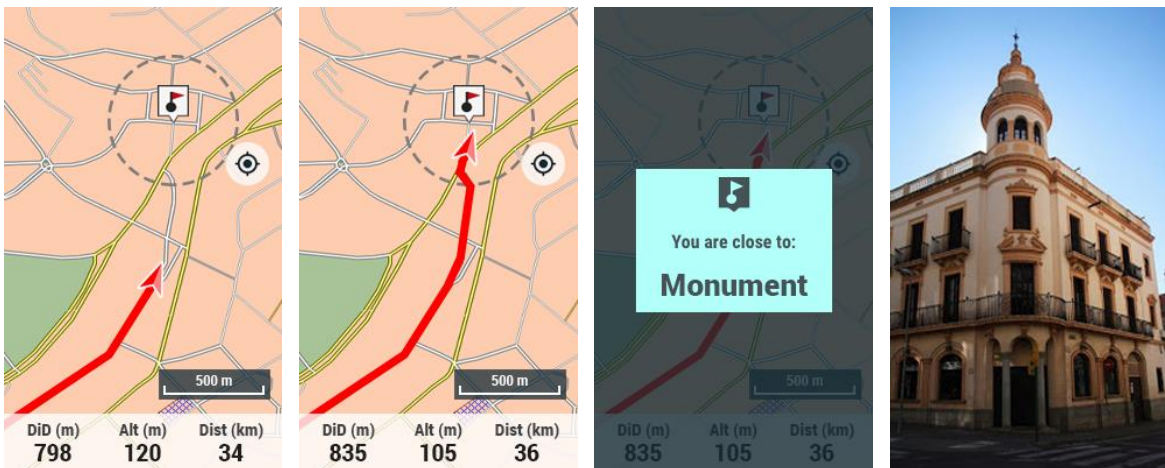 500 m
DiD (m) Alt (m) Dist (km)
798 120 34
500 m
DiD (m) Alt (m) Dist (km)
835 105 36
You are close to:
Monument
500 m
DiD (m) Alt (m) Dist (km)
835 105 36